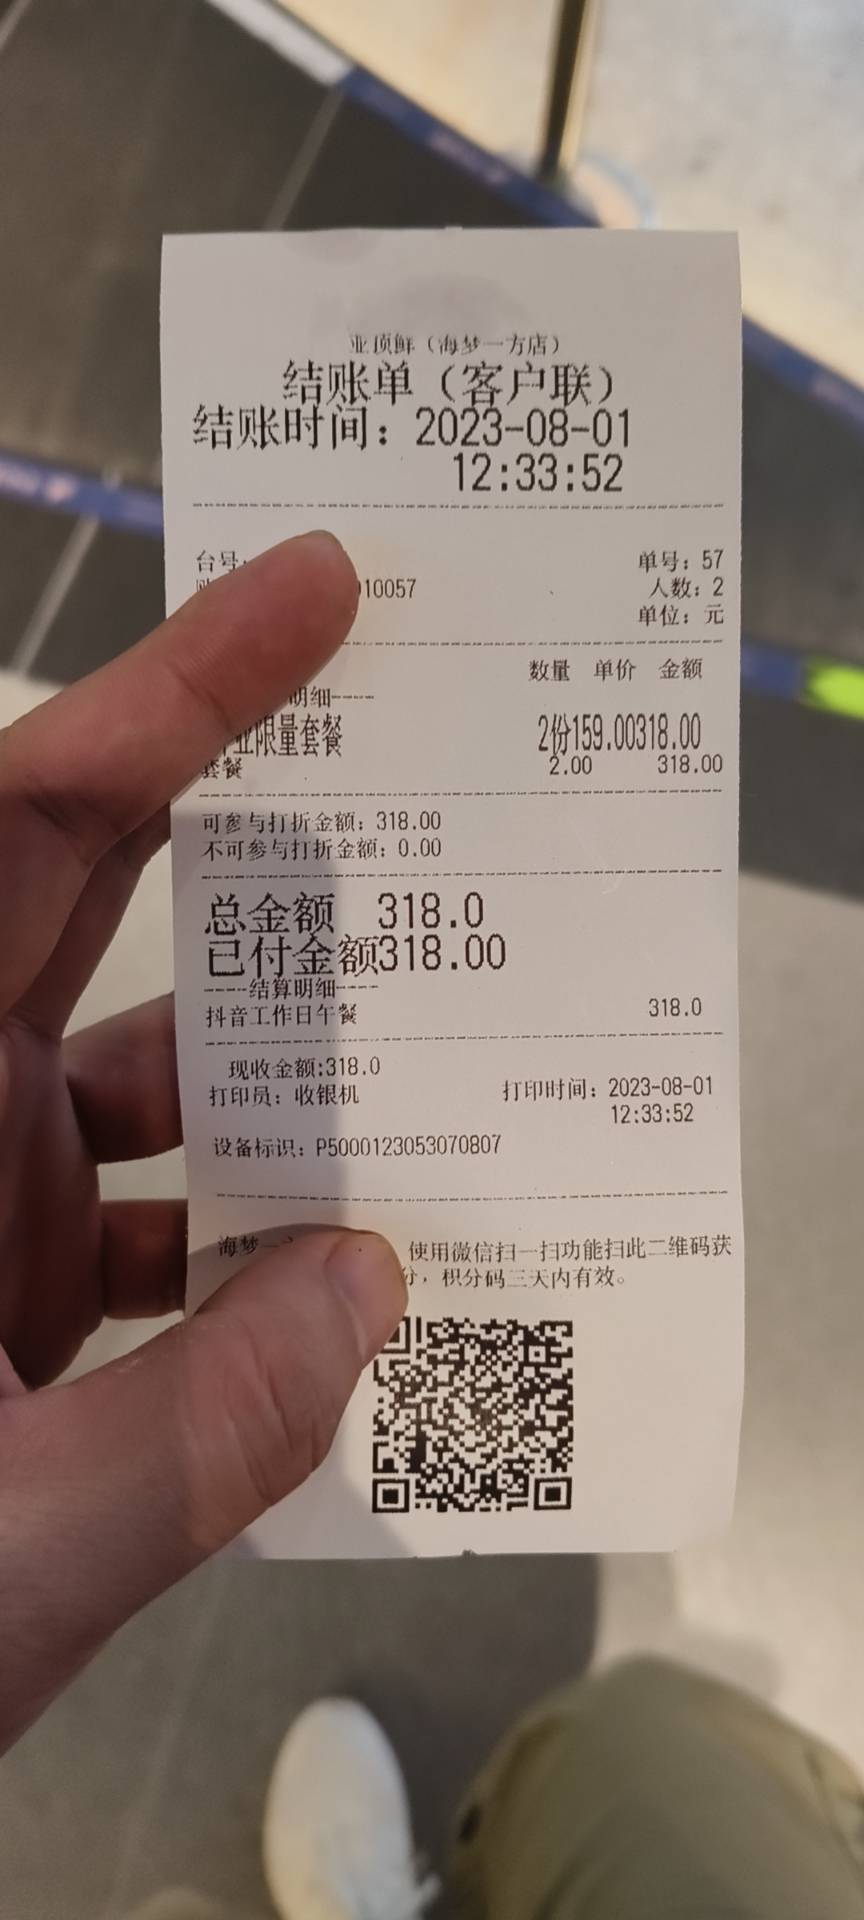 亚顶鲜（海梦一方店）
结账单（客户联）
结账时间：2023-08-01
12:33:52
台号: 单号：57
10057 人数：2
单位：元
数量 单价 金额
明细----
业限量套餐 2份159.00318.00
套餐 2.00 318.00
可参与打折金额：318.00
不可参与打折金额：0.00
总金额 318.0
已付金额318.00
----结算明细----
抖音工作日午餐 318.0
现收金额:318.0
打印员：收银机 打印时间：2023-08-01
12:33:52
设备标识：P5000123053070807
海梦一 使用微信扫一扫功能扫此二维码获
分，积分码三天内有效。